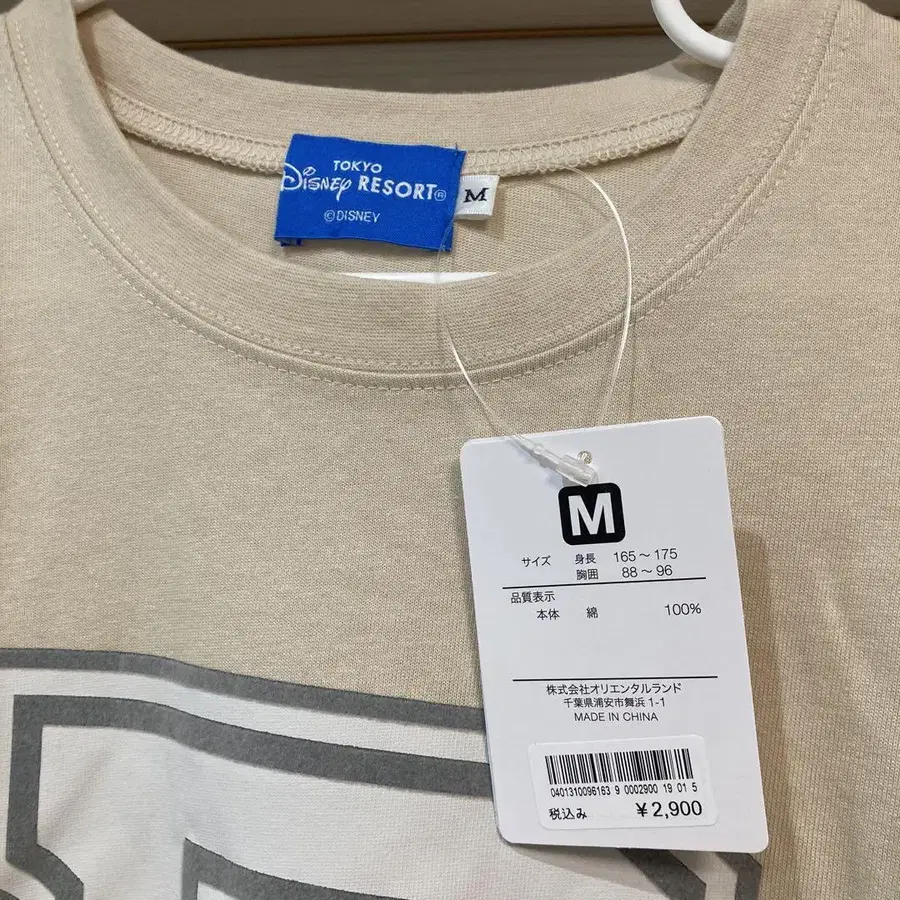 TOKYO
Disney RESORT®
©DISNEY
M
M
サイズ 身長 165～175
胸囲 88～96
品質表示
本体 綿 100%
株式会社オリエンタルランド
千葉県浦安市舞浜 1-1
MADE IN CHINA
0401310096163 9 0002900 19 01 5
税込み ¥2,900